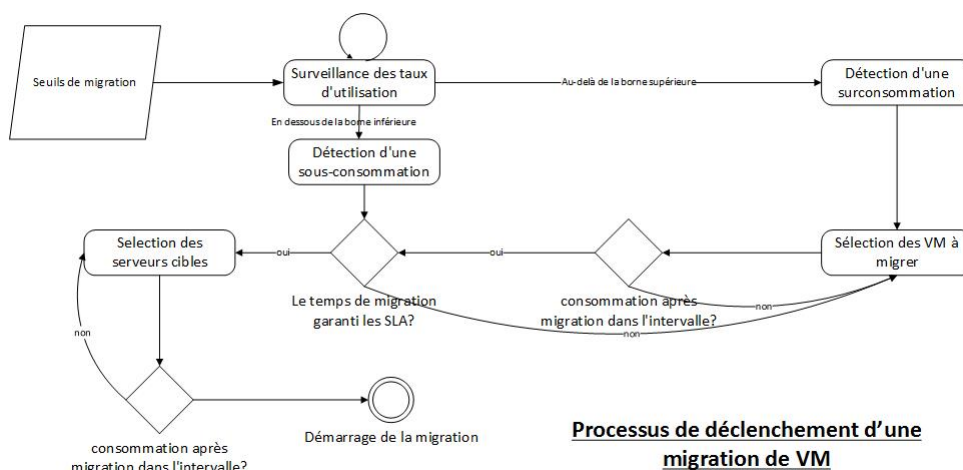 Seuils de migration
Surveillance des taux
d'utilisation
Au-delà de la borne supérieure
Détection d'une
surconsommation
En dessous de la borne inférieure
Détection d'une
sous-consommation
Selection des
serveurs cibles
oui
oui
Sélection des VM à
migrer
Le temps de migration
garanti les SLA?
consommation après
migration dans l'intervalle?
non
non
non
consommation après
migration dans l'intervalle?
Démarrage de la migration
Processus de déclenchement d'une
migration de VM